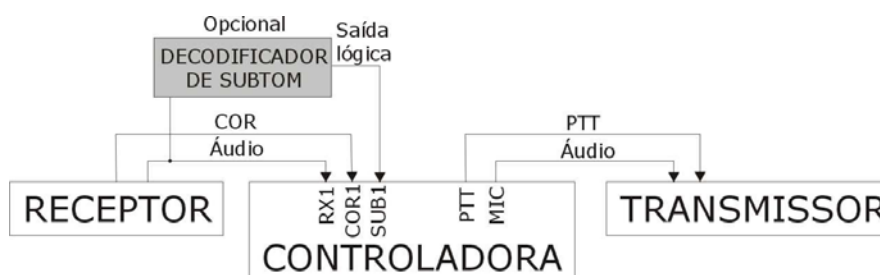 Opcional
DECODIFICADOR
DE SUBTOM
Saída
lógica
COR
Áudio
PTT
Áudio
RECEPTOR
RX1
COR1
SUB1
PTT
MIC
CONTROLADORA
TRANSMISSOR